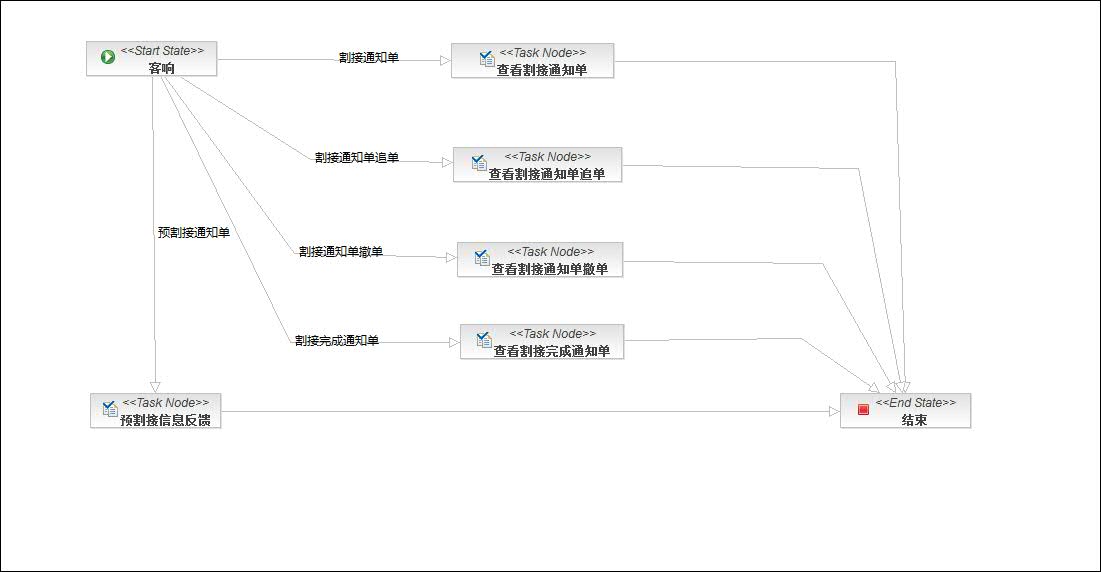 <<Start State>>
客响
割接通知单
<<Task Node>>
查看割接通知单
割接通知单追单
<<Task Node>>
查看割接通知单追单
预割接通知单
割接通知单撤单
<<Task Node>>
查看割接通知单撤单
割接完成通知单
<<Task Node>>
查看割接完成通知单
<<Task Node>>
预割接信息反馈
<<End State>>
结束